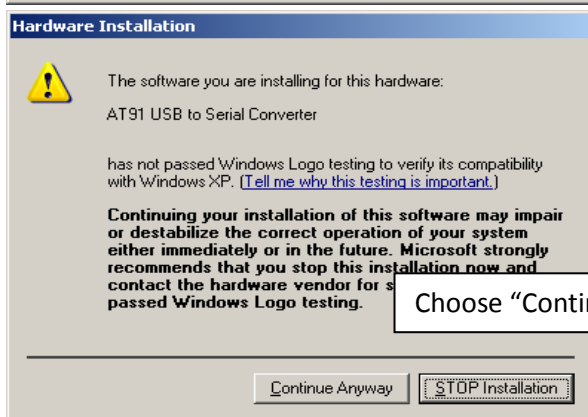 Hardware Installation
The software you are installing for this hardware:
AT91 USB to Serial Converter
has not passed Windows Logo testing to verify its compatibility
with Windows XP. (Tell me why this testing is important.)
Continuing your installation of this software may impair
or destabilize the correct operation of your system
either immediately or in the future. Microsoft strongly
recommends that you stop this installation now and
contact the hardware vendor for s
passed Windows Logo testing.
Choose “Contin
Continue Anyway
STOP Installation